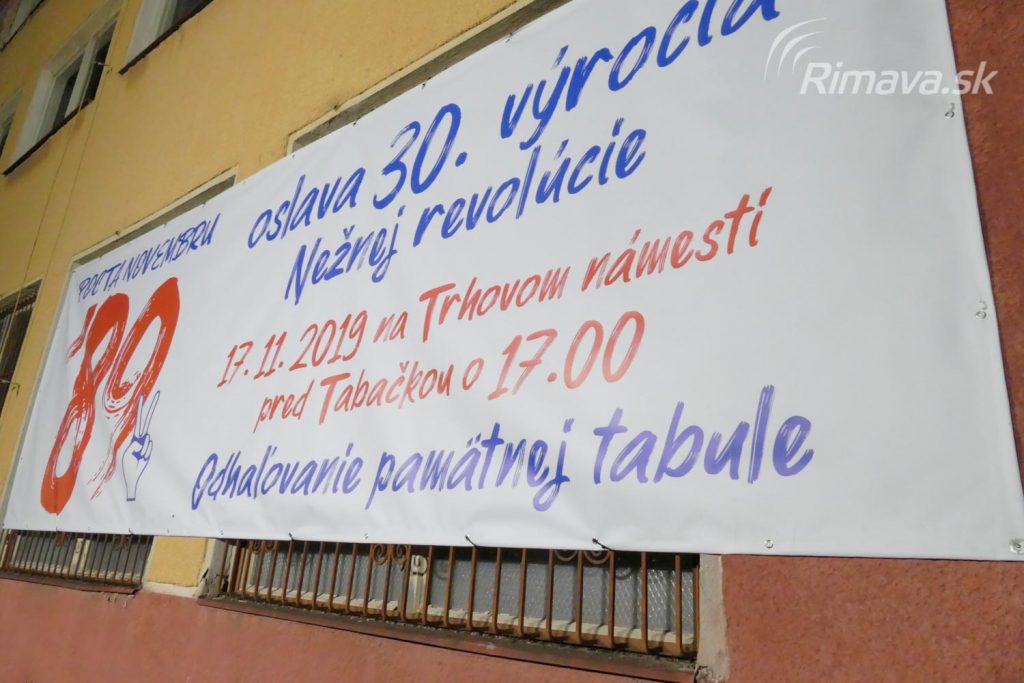 Rimava.sk
POCTA NOVEMBRU
'89
oslava 30. výročia
Nežnej revolúcie
17.11.2019 na Trhovom námestí
pred Tabačkou o 17.00
Odhaľovanie pamätnej tabule